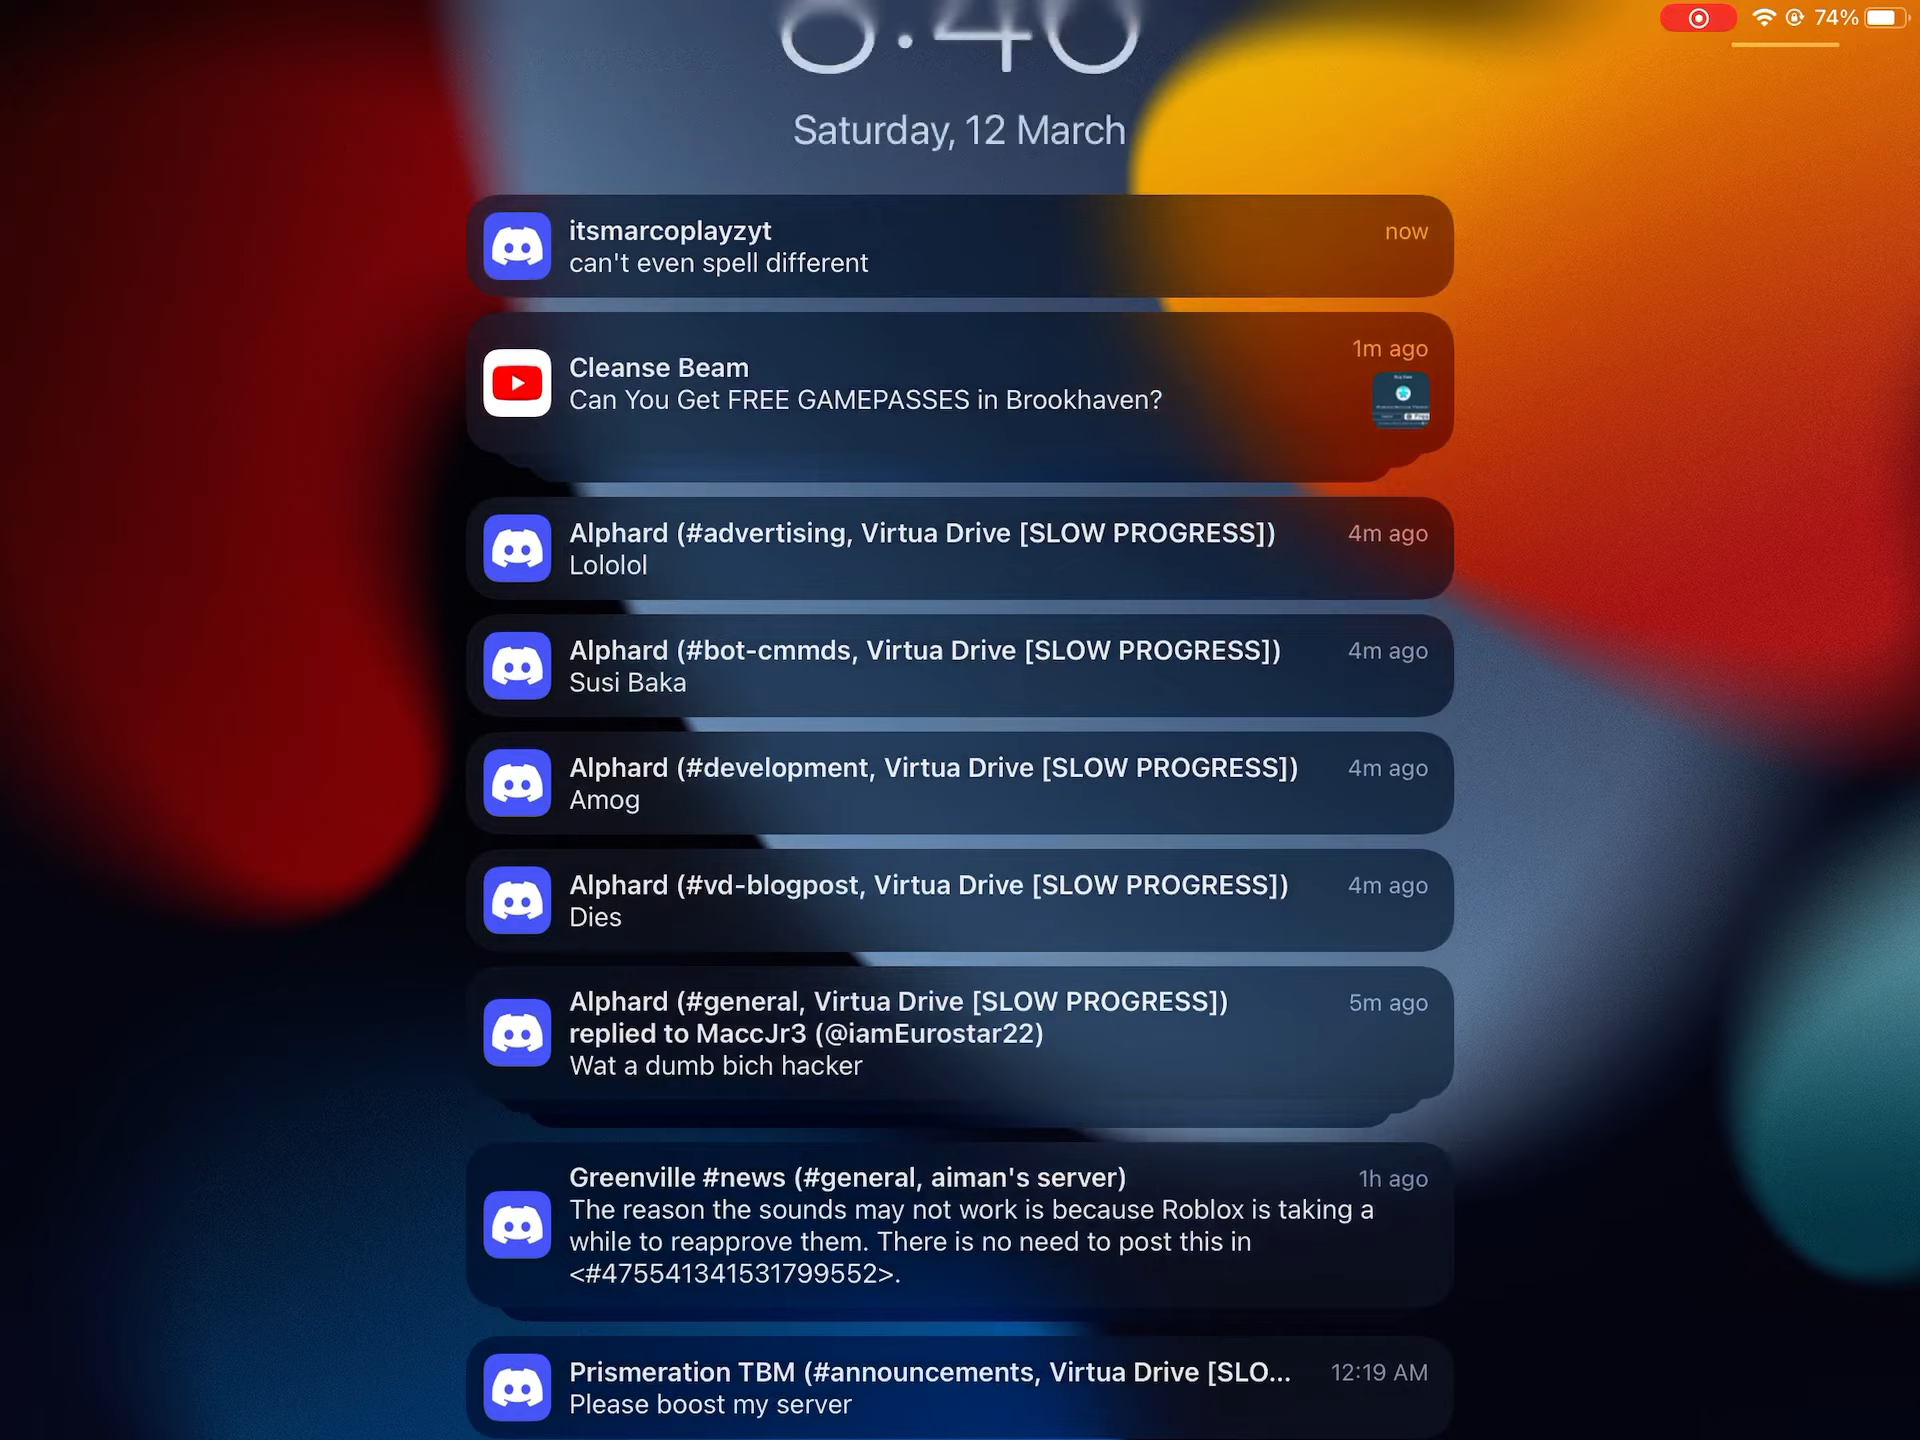 74%
Saturday, 12 March
itsmarcoplayzyt
now
can't even spell different
1m ago
Cleanse Beam
Can You Get FREE GAMEPASSES in Brookhaven?
Alphard (#advertising, Virtua Drive [SLOW PROGRESS])
4m ago
Lololol
Alphard (#bot-cmmds, Virtua Drive [SLOW PROGRESS])
4m ago
Susi Baka
Alphard (#development, Virtua Drive [SLOW PROGRESS])
4m ago
Amog
Alphard (#vd-blogpost, Virtua Drive [SLOW PROGRESS])
4m ago
Dies
Alphard (#general, Virtua Drive [SLOW PROGRESS])
5m ago
replied to MaccJr3 (@iamEurostar22)
Wat a dumb bich hacker
Greenville #news (#general, aiman's server)
1h ago
The reason the sounds may not work is because Roblox is taking a
while to reapprove them. There is no need to post this in
<#475541341531799552>.
Prismeration TBM (#announcements, Virtua Drive [SLO...
12:19 AM
Please boost my server